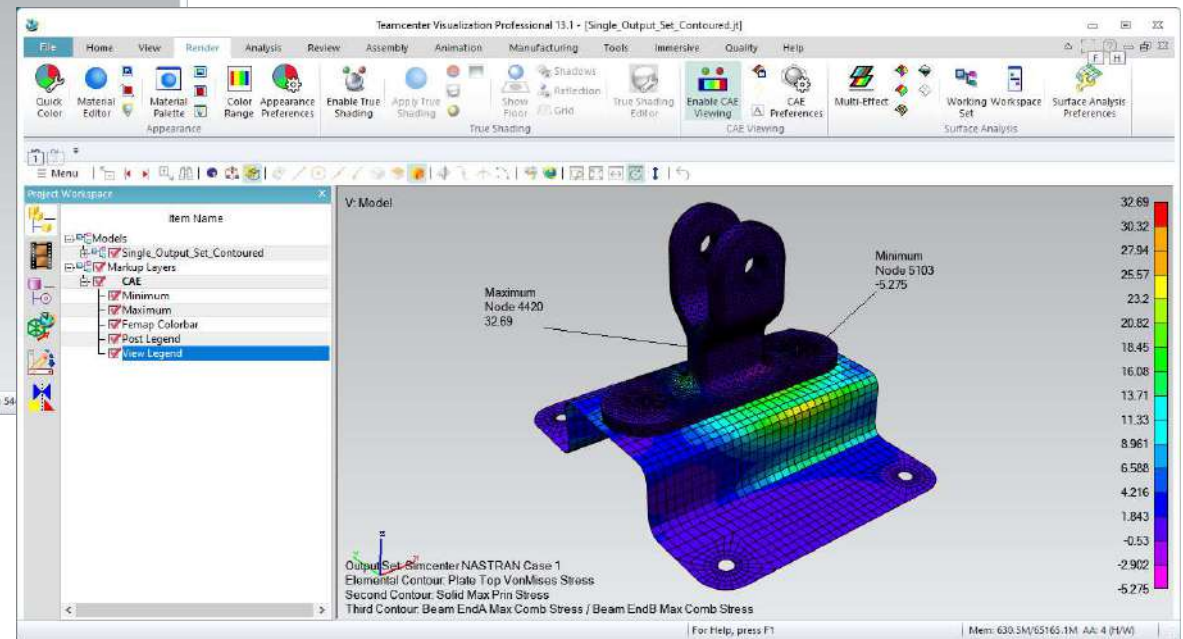 Teamcenter Visualization Professional 13.1 - [Single_Output_Set_Contoured.jt]
File Home View Render Analysis Review Assembly Animation Manufacturing Tools Immersive Quality Help
F H
Quick Color
Material Editor
Material Palette
Color Range
Appearance Preferences
Appearance
Enable True Shading
Apply True Shading
Show Floor
Shadows
Reflection
Grid
True Shading Editor
True Shading
Enable CAE Viewing
CAE Preferences
CAE Viewing
Multi-Effect
Working Set
Workspace
Surface Analysis Preferences
Surface Analysis
1
Menu
Project Workspace
Item Name
Models
Single_Output_Set_Contoured
Markup Layers
CAE
Minimum
Maximum
Femap Colorbar
Post Legend
View Legend
V: Model
Maximum
Node 4420
32.69
Minimum
Node 5103
-5.275
32.69
30.32
27.94
25.57
23.2
20.82
18.45
16.08
13.71
11.33
8.961
6.588
4.216
1.843
-0.53
-2.902
-5.275
Output Set: Simcenter NASTRAN Case 1
Elemental Contour: Plate Top VonMises Stress
Second Contour: Solid Max Prin Stress
Third Contour: Beam EndA Max Comb Stress / Beam EndB Max Comb Stress
For Help, press F1
Mem: 630.5M/65165.1M AA: 4 (H/W)